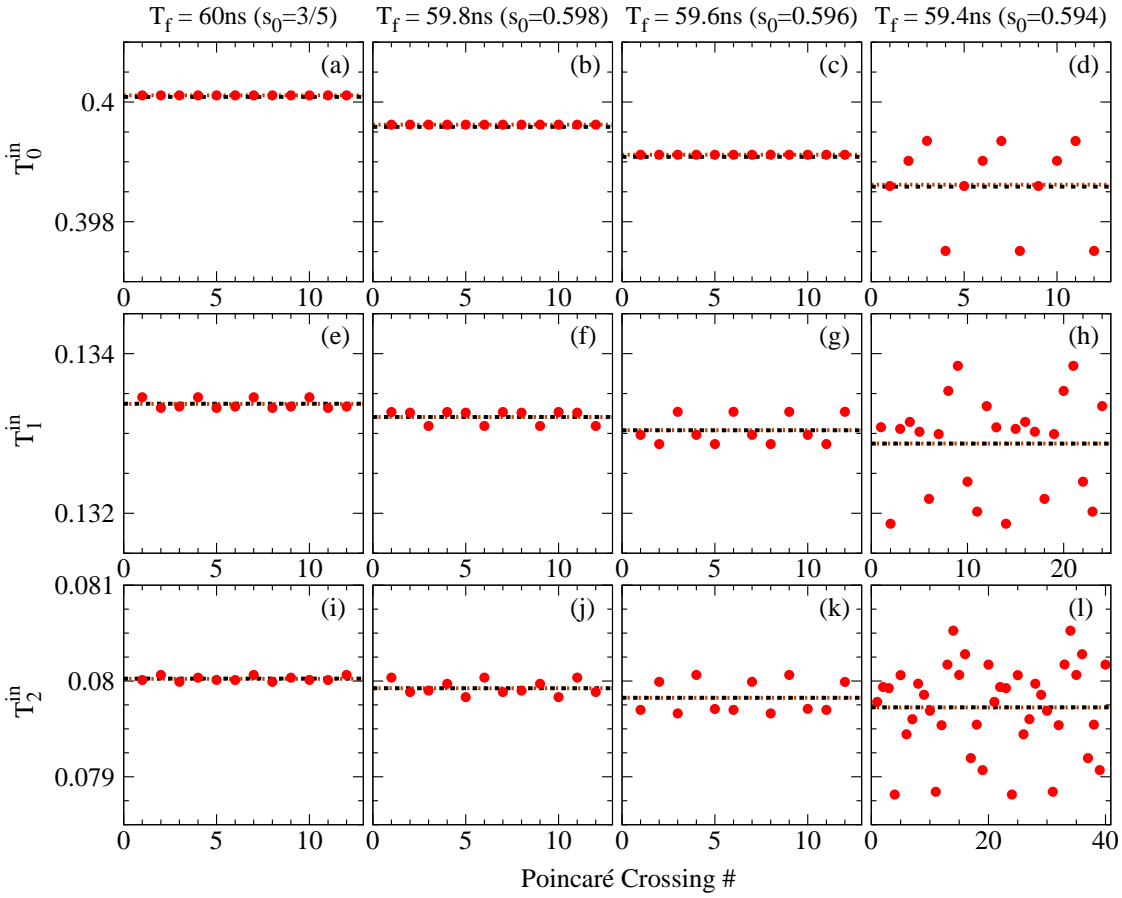 T_f = 60ns (s_0=3/5) T_f = 59.8ns (s_0=0.598) T_f = 59.6ns (s_0=0.596) T_f = 59.4ns (s_0=0.594)
(a) (b) (c) (d)
0.4
T_0^in
0.398
0 5 10 0 5 10 0 5 10 0 5 10
(e) (f) (g) (h)
0.134
T_1^in
0.132
0 5 10 0 5 10 0 5 10 0 10 20
0.081
(i) (j) (k) (l)
0.08
T_2^in
0.079
0 5 10 0 5 10 0 5 10 0 20 40
Poincaré Crossing #